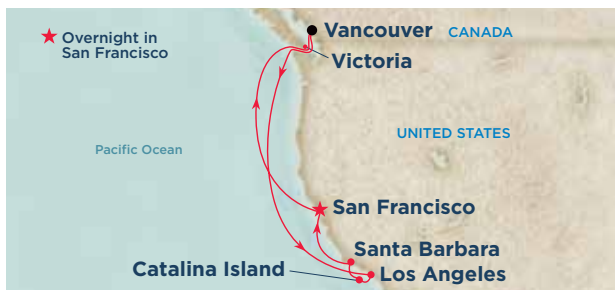 Overnight in
San Francisco
Vancouver
CANADA
Victoria
UNITED STATES
Pacific Ocean
San Francisco
Santa Barbara
Catalina Island
Los Angeles